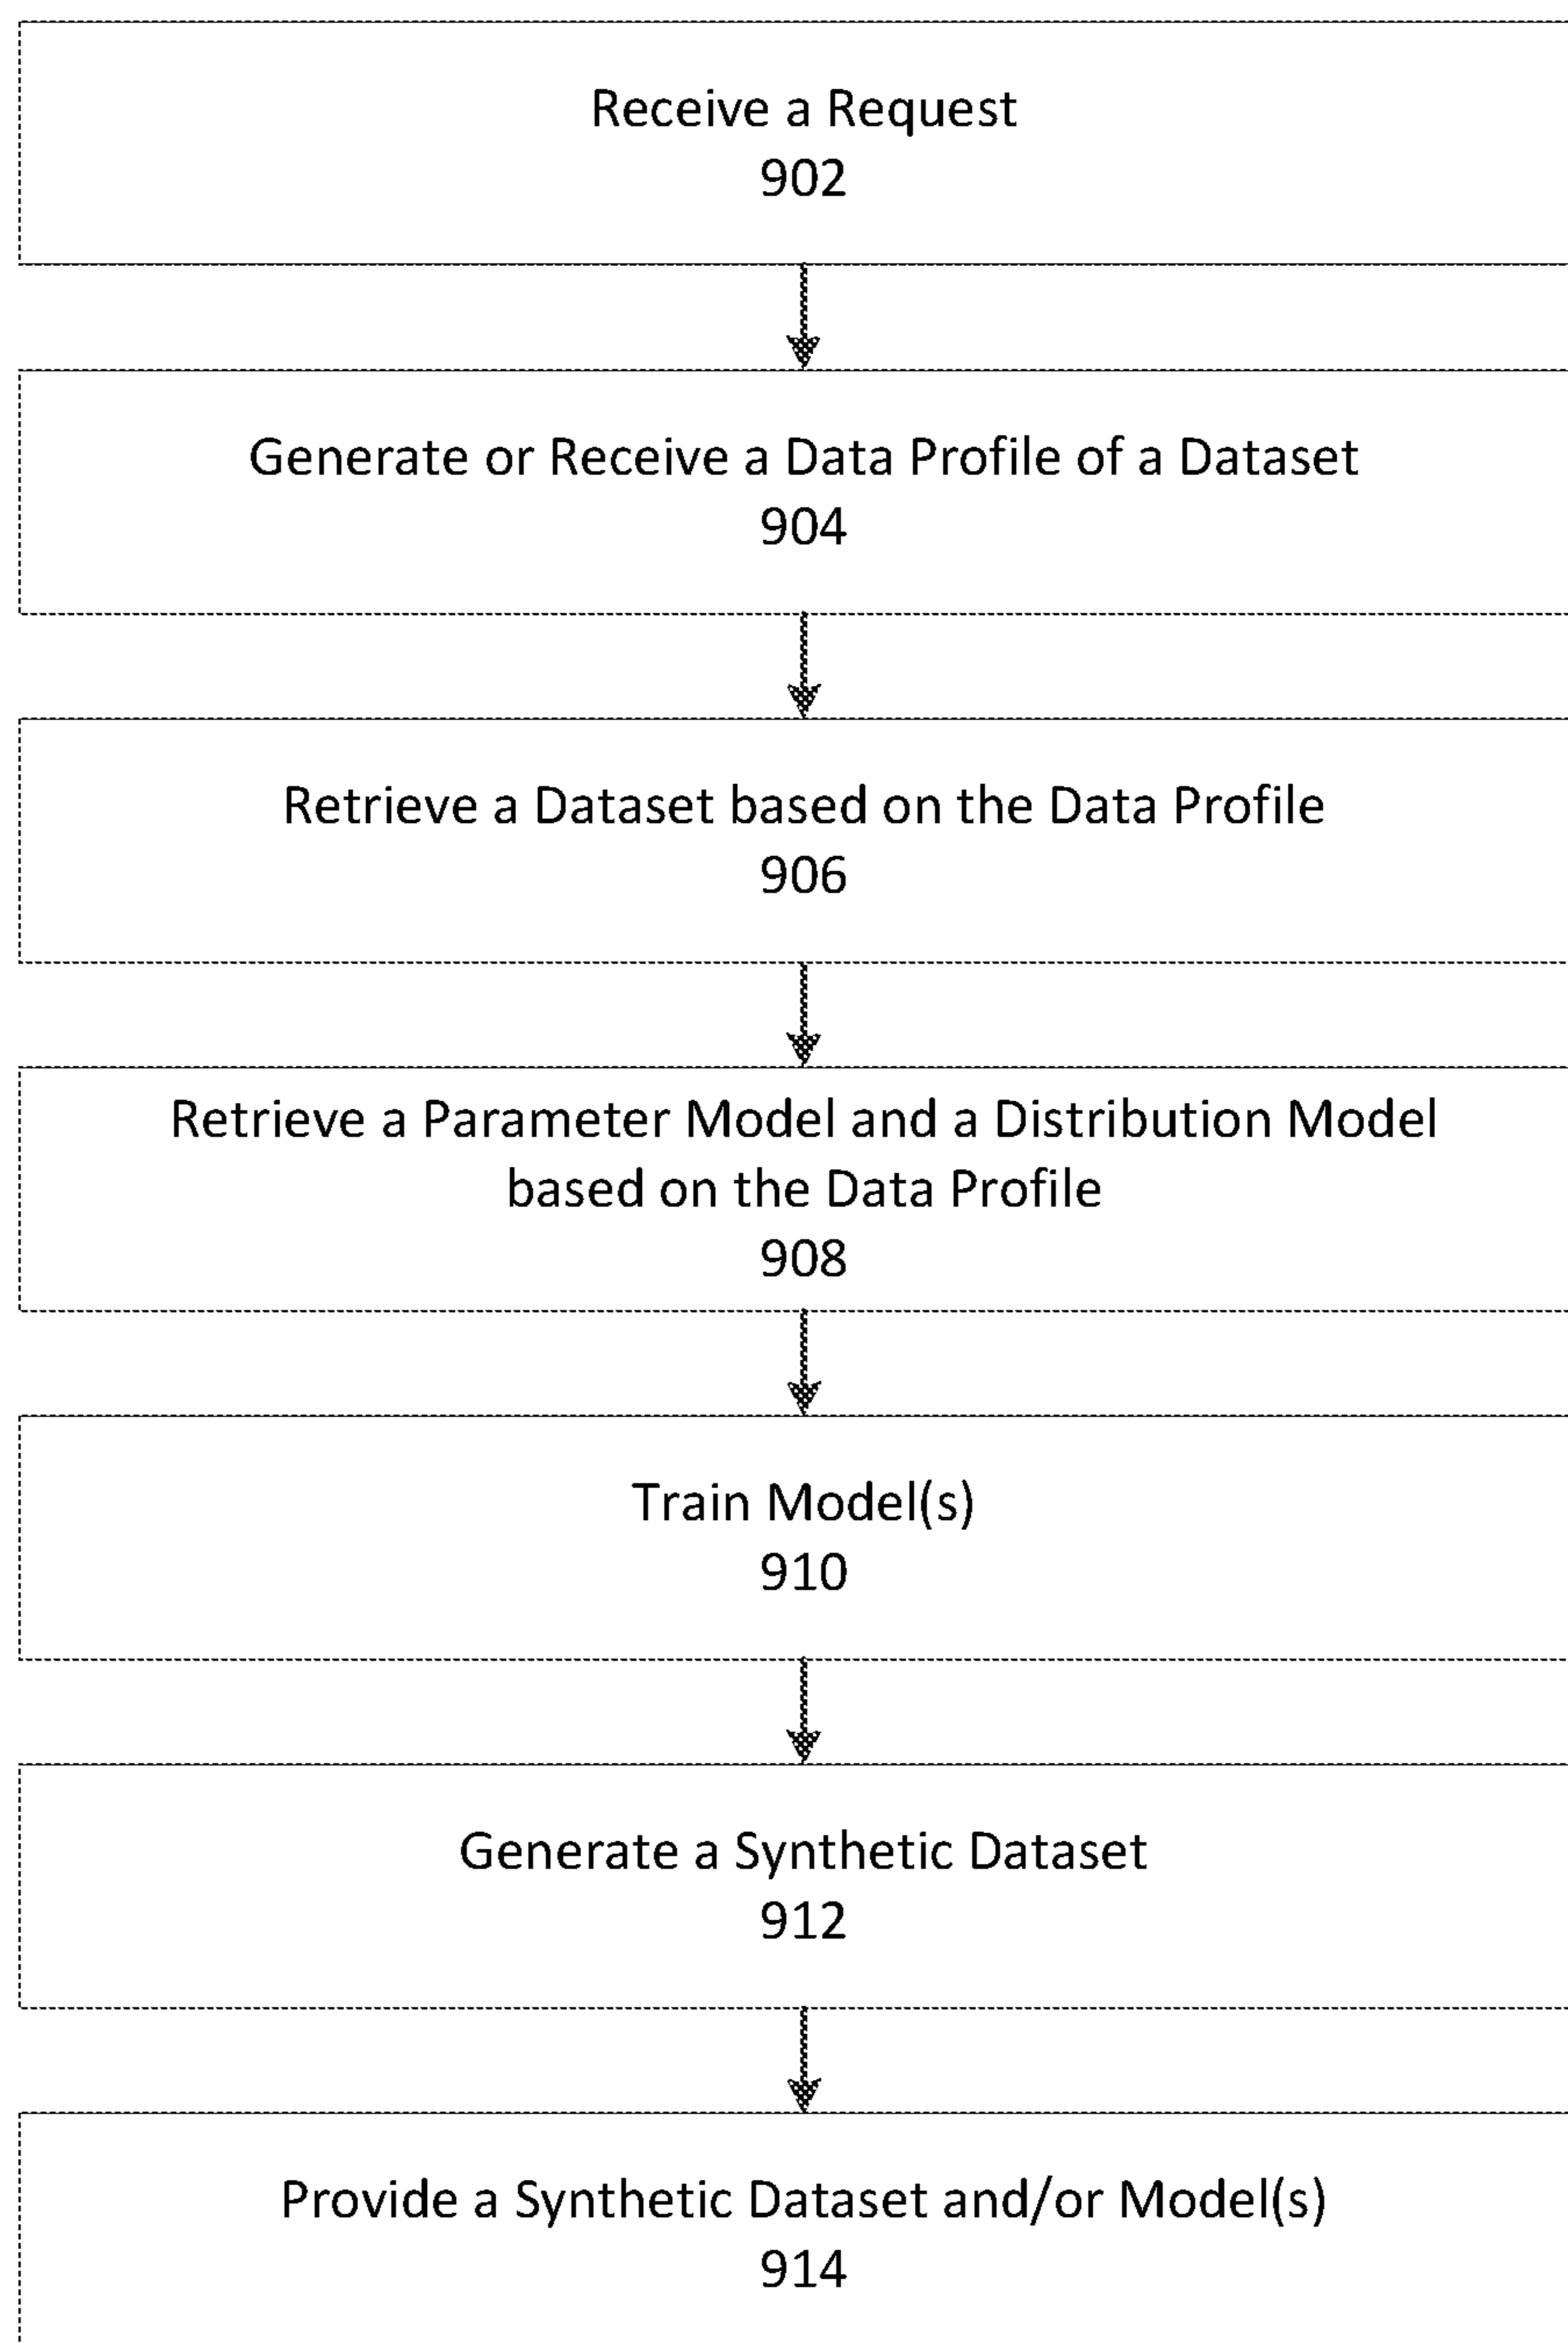 Receive a Request
902
Generate or Receive a Data Profile of a Dataset
904
Retrieve a Dataset based on the Data Profile
906
Retrieve a Parameter Model and a Distribution Model
based on the Data Profile
908
Train Model(s)
910
Generate a Synthetic Dataset
912
Provide a Synthetic Dataset and/or Model(s)
914